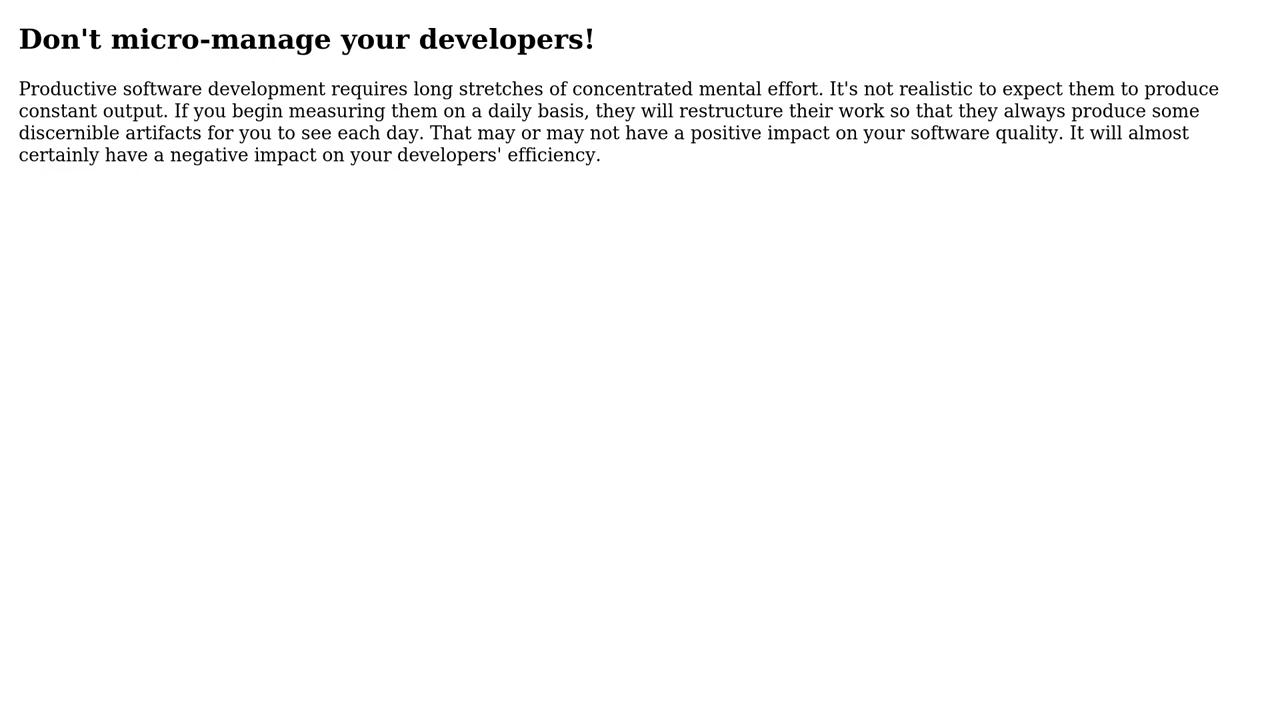 Don't micro-manage your developers!
Productive software development requires long stretches of concentrated mental effort. It's not realistic to expect them to produce
constant output. If you begin measuring them on a daily basis, they will restructure their work so that they always produce some
discernible artifacts for you to see each day. That may or may not have a positive impact on your software quality. It will almost
certainly have a negative impact on your developers' efficiency.